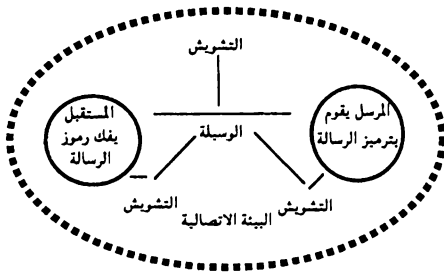 التشويش
المرسل يقوم
بترميز الرسالة
الوسيلة
المستقبل
يفك رموز
الرسالة
التشويش
البيئة الاتصالية
التشويش